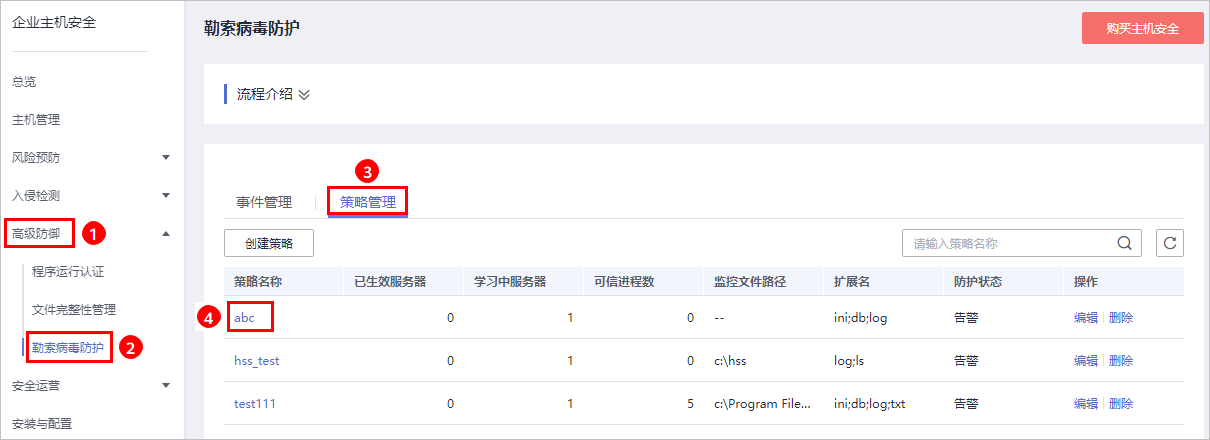 企业主机安全
总览
主机管理
风险预防
入侵检测
高级防御 1
程序运行认证
文件完整性管理
勒索病毒防护 2
安全运营
安装与配置
勒索病毒防护
购买主机安全
流程介绍
3
事件管理 策略管理
创建策略 请输入策略名称
策略名称 已生效服务器 学习中服务器 可信进程数 监控文件路径 扩展名 防护状态 操作
4 abc 0 1 0 -- ini;db;log 告警 编辑 删除
hss_test 0 1 0 c:\hss log;ls 告警 编辑 删除
test111 0 1 5 c:\Program File... ini;db;log;txt 告警 编辑 删除